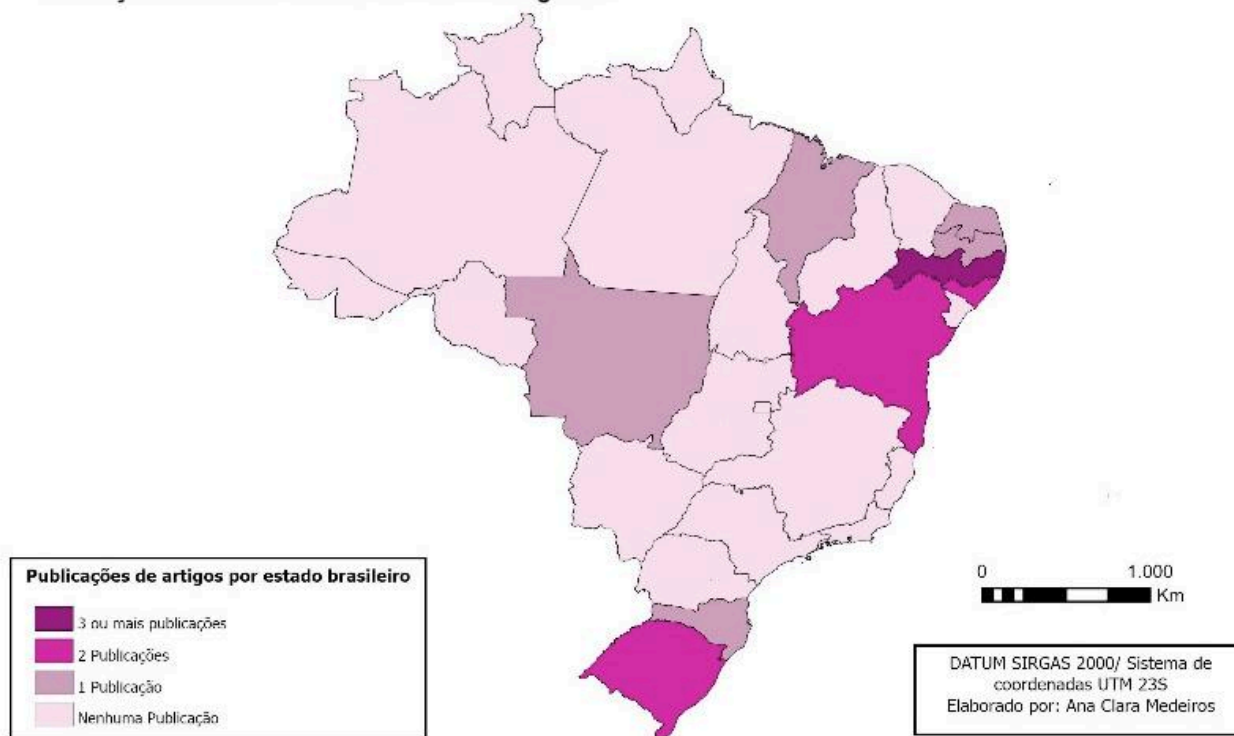 Publicações de artigos por estado brasileiro
3 ou mais publicações
2 Publicações
1 Publicação
Nenhuma Publicação
0 1.000
Km
DATUM SIRGAS 2000/ Sistema de
coordenadas UTM 23S
Elaborado por: Ana Clara Medeiros